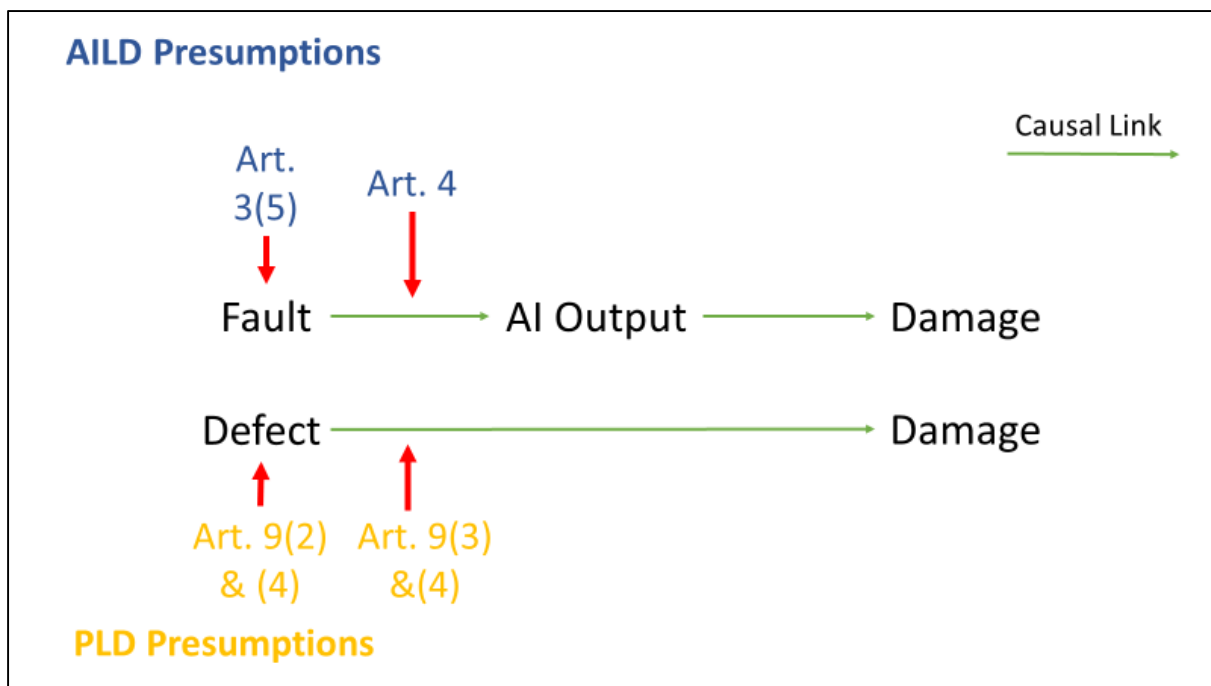 AILD Presumptions
Causal Link
Art.
3(5)
Art. 4
Fault
AI Output
Damage
Defect
Damage
Art. 9(2)
& (4)
Art. 9(3)
&(4)
PLD Presumptions